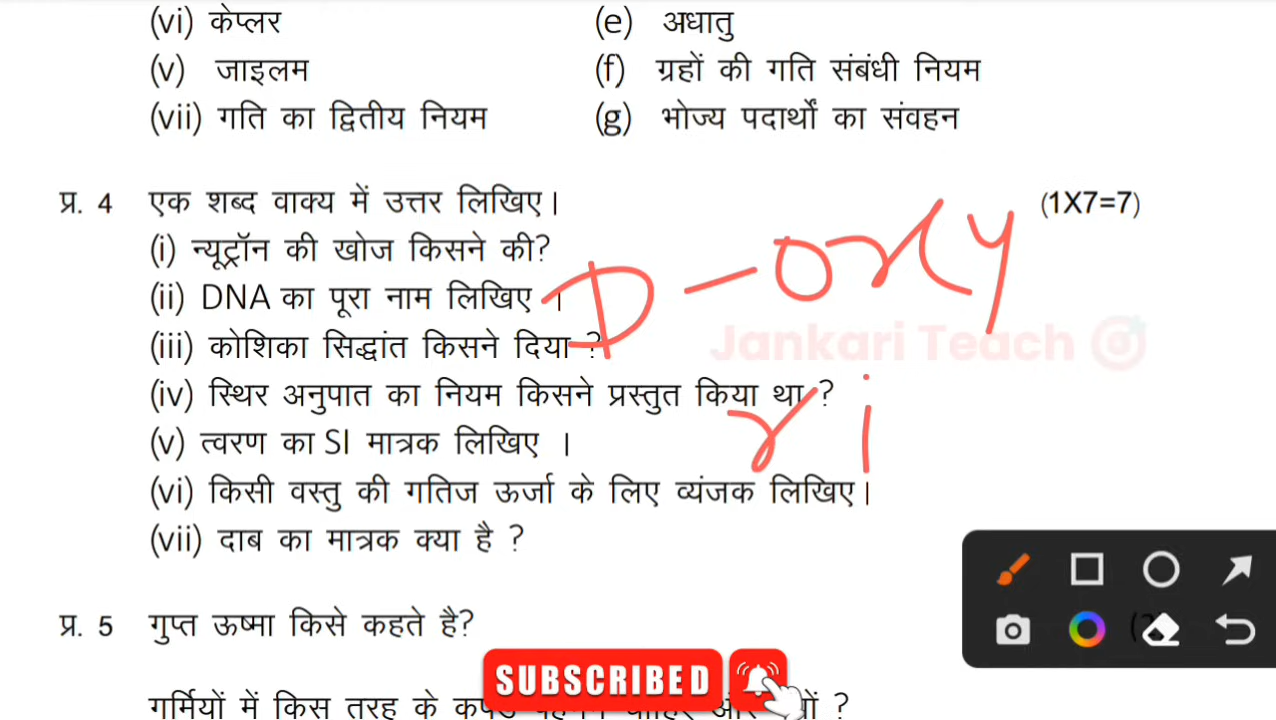 (vi) केप्लर (e) अधातु
(v) जाइलम (f) ग्रहों की गति संबंधी नियम
(vii) गति का द्वितीय नियम (g) भोज्य पदार्थों का संवहन
प्र. 4 एक शब्द वाक्य में उत्तर लिखिए। (1X7=7)
(i) न्यूट्रॉन की खोज किसने की?
(ii) DNA का पूरा नाम लिखिए ।
D-oxy
(iii) कोशिका सिद्धांत किसने दिया ?
Jankari Teach
(iv) स्थिर अनुपात का नियम किसने प्रस्तुत किया था ?
ri
(v) त्वरण का SI मात्रक लिखिए ।
(vi) किसी वस्तु की गतिज ऊर्जा के लिए व्यंजक लिखिए।
(vii) दाब का मात्रक क्या है ?
प्र. 5 गुप्त ऊष्मा किसे कहते है?
SUBSCRIBED
गर्मियों में किस तरह के